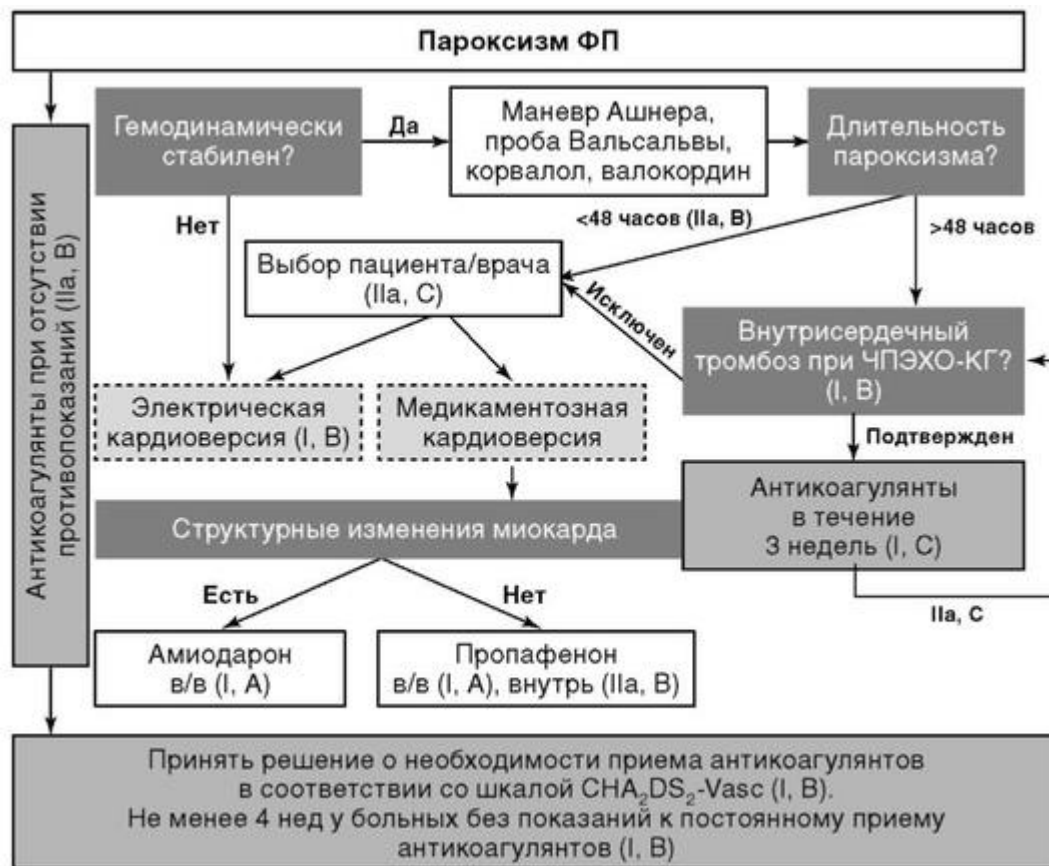 Пароксизм ФП
Антикоагулянты при отсутствии
противопоказаний (IIa, B)
Гемодинамически
стабилен?
Да
Маневр Ашнера,
проба Вальсальвы,
корвалол, валокордин
Длительность
пароксизма?
Нет
<48 часов (IIa, B)
>48 часов
Выбор пациента/врача
(IIa, C)
Исключен
Внутрисердечный
тромбоз при ЧПЭХО-КГ?
(I, B)
Электрическая
кардиоверсия (I, B)
Медикаментозная
кардиоверсия
Подтвержден
Антикоагулянты
в течение
3 недель (I, C)
Структурные изменения миокарда
IIa, C
Есть
Нет
Амиодарон
в/в (I, A)
Пропафенон
в/в (I, A), внутрь (IIa, B)
Принять решение о необходимости приема антикоагулянтов
в соответствии со шкалой CHA₂DS₂-Vasc (I, B).
Не менее 4 нед у больных без показаний к постоянному приему
антикоагулянтов (I, B)